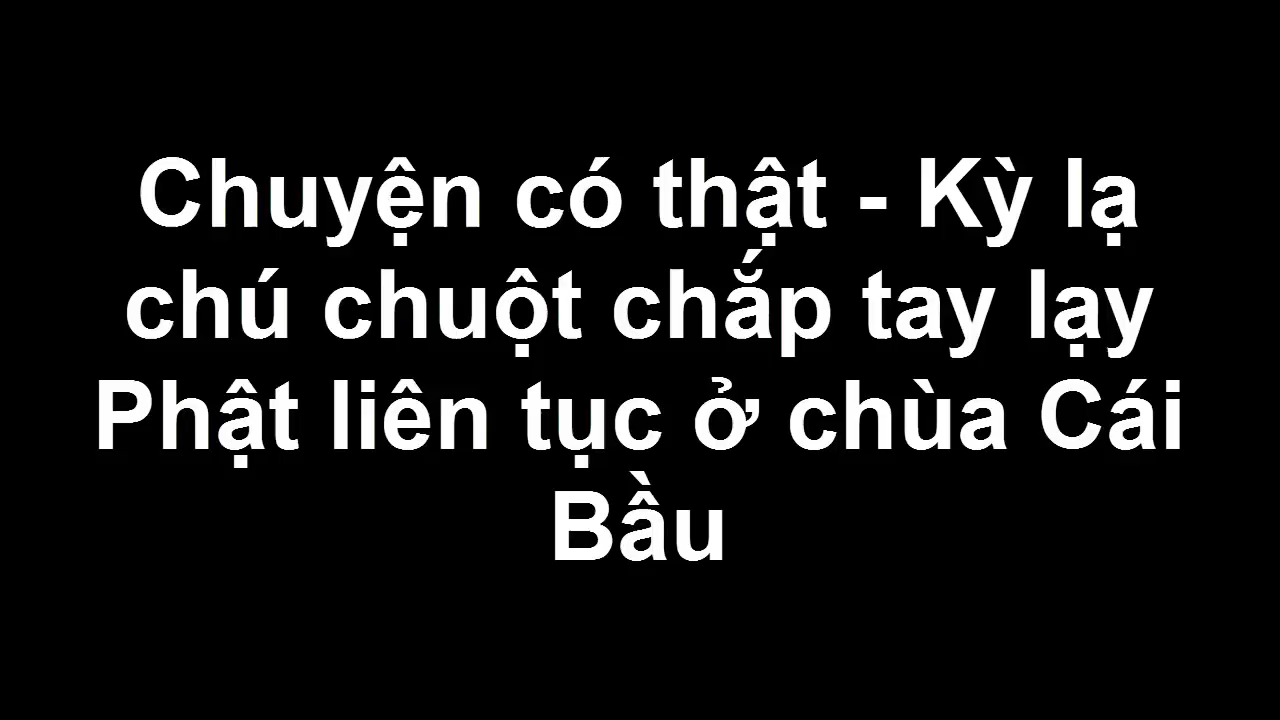 Chuyện có thật - Kỳ lạ
chú chuột chắp tay lạy
Phật liên tục ở chùa Cái
Bầu